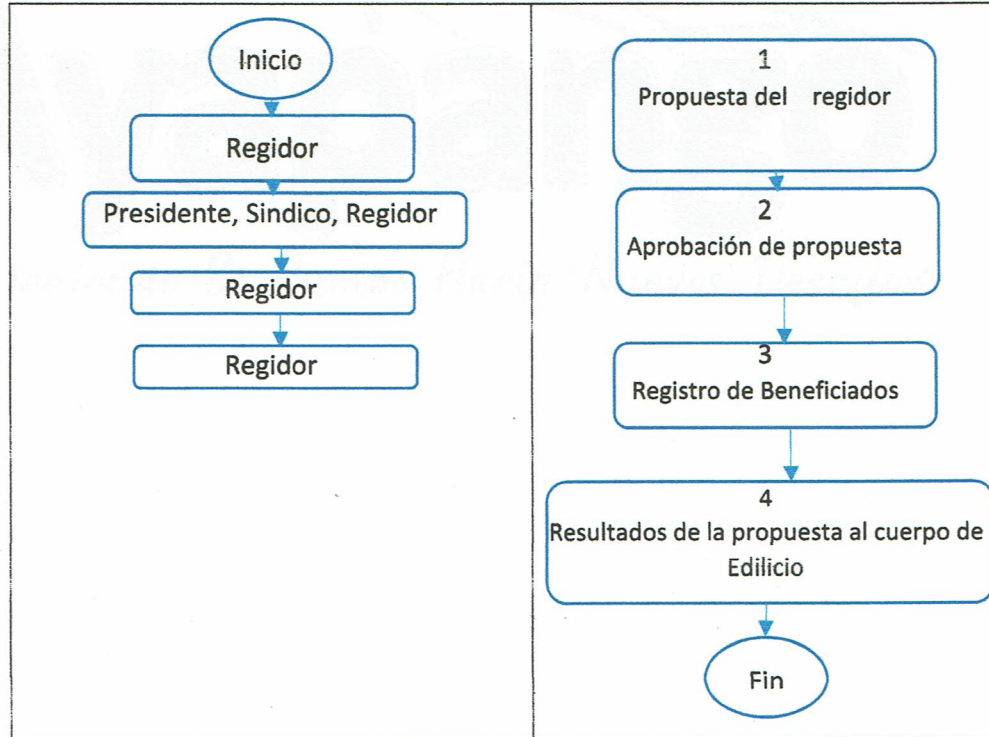 Inicio
Regidor
Presidente, Sindico, Regidor
Regidor
Regidor
1
Propuesta del regidor
2
Aprobación de propuesta
3
Registro de Beneficiados
4
Resultados de la propuesta al cuerpo de
Edilicio
Fin